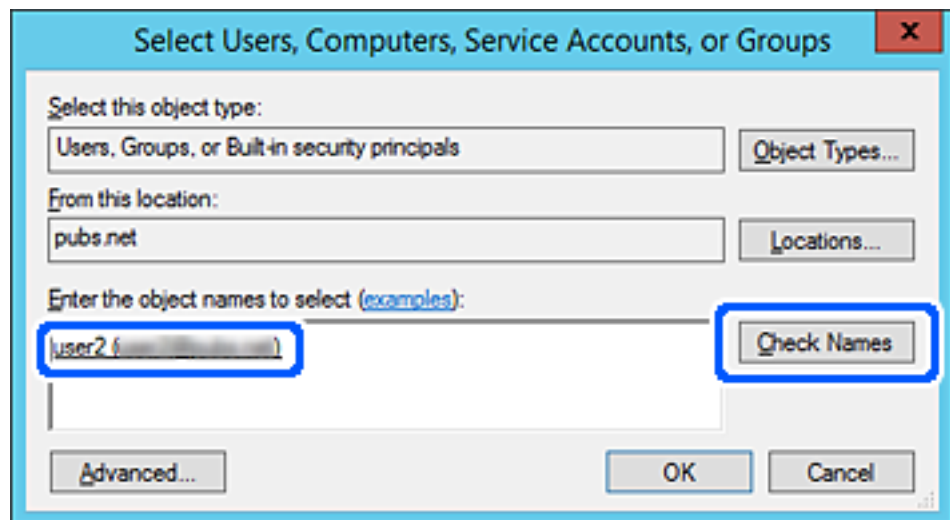 Select Users, Computers, Service Accounts, or Groups
x
Select this object type:
Users, Groups, or Built-in security principals
Object Types...
From this location:
pubs.net
Locations...
Enter the object names to select (examples):
user2 (
)
Check Names
Advanced...
OK
Cancel